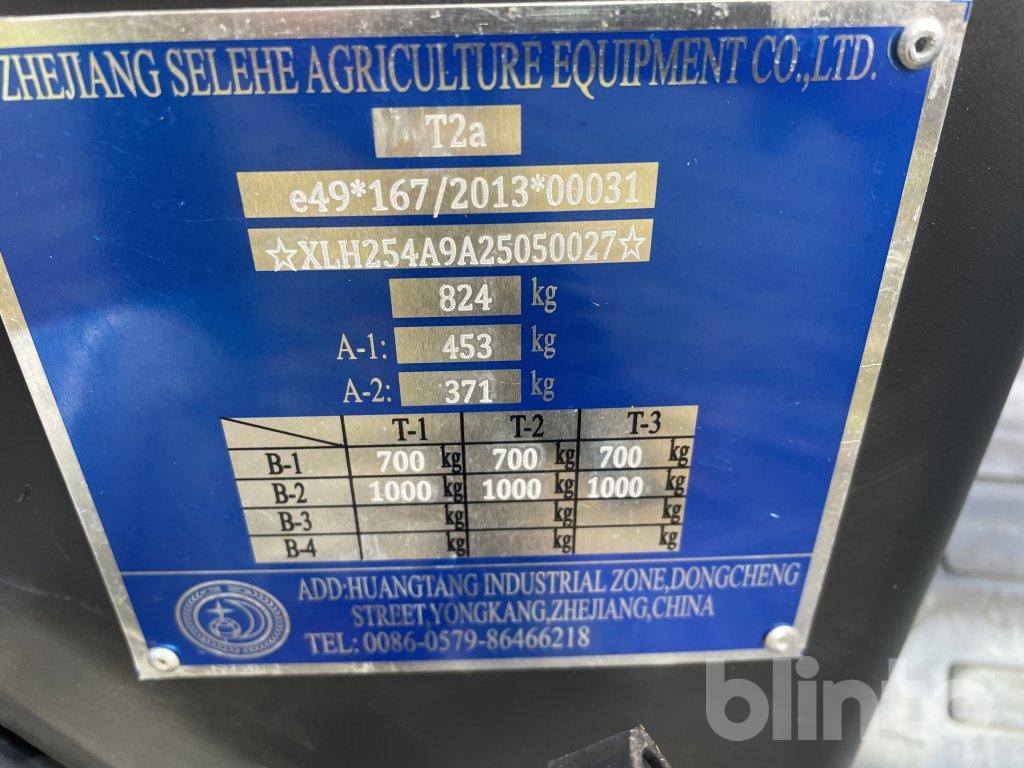 ZHEJIANG SELEHE AGRICULTURE EQUIPMENT CO.,LTD.
T2a
e49*167/2013*00031
☆XLH254A9A25050027☆
824 kg
A-1: 453 kg
A-2: 371 kg
T-1 T-2 T-3
B-1 700 kg 700 kg 700 kg
B-2 1000 kg 1000 kg 1000 kg
B-3 kg kg kg
B-4 kg kg kg
ADD:HUANGTANG INDUSTRIAL ZONE,DONGCHENG
STREET,YONGKANG,ZHEJIANG,CHINA
TEL: 0086-0579-86466218
blinto